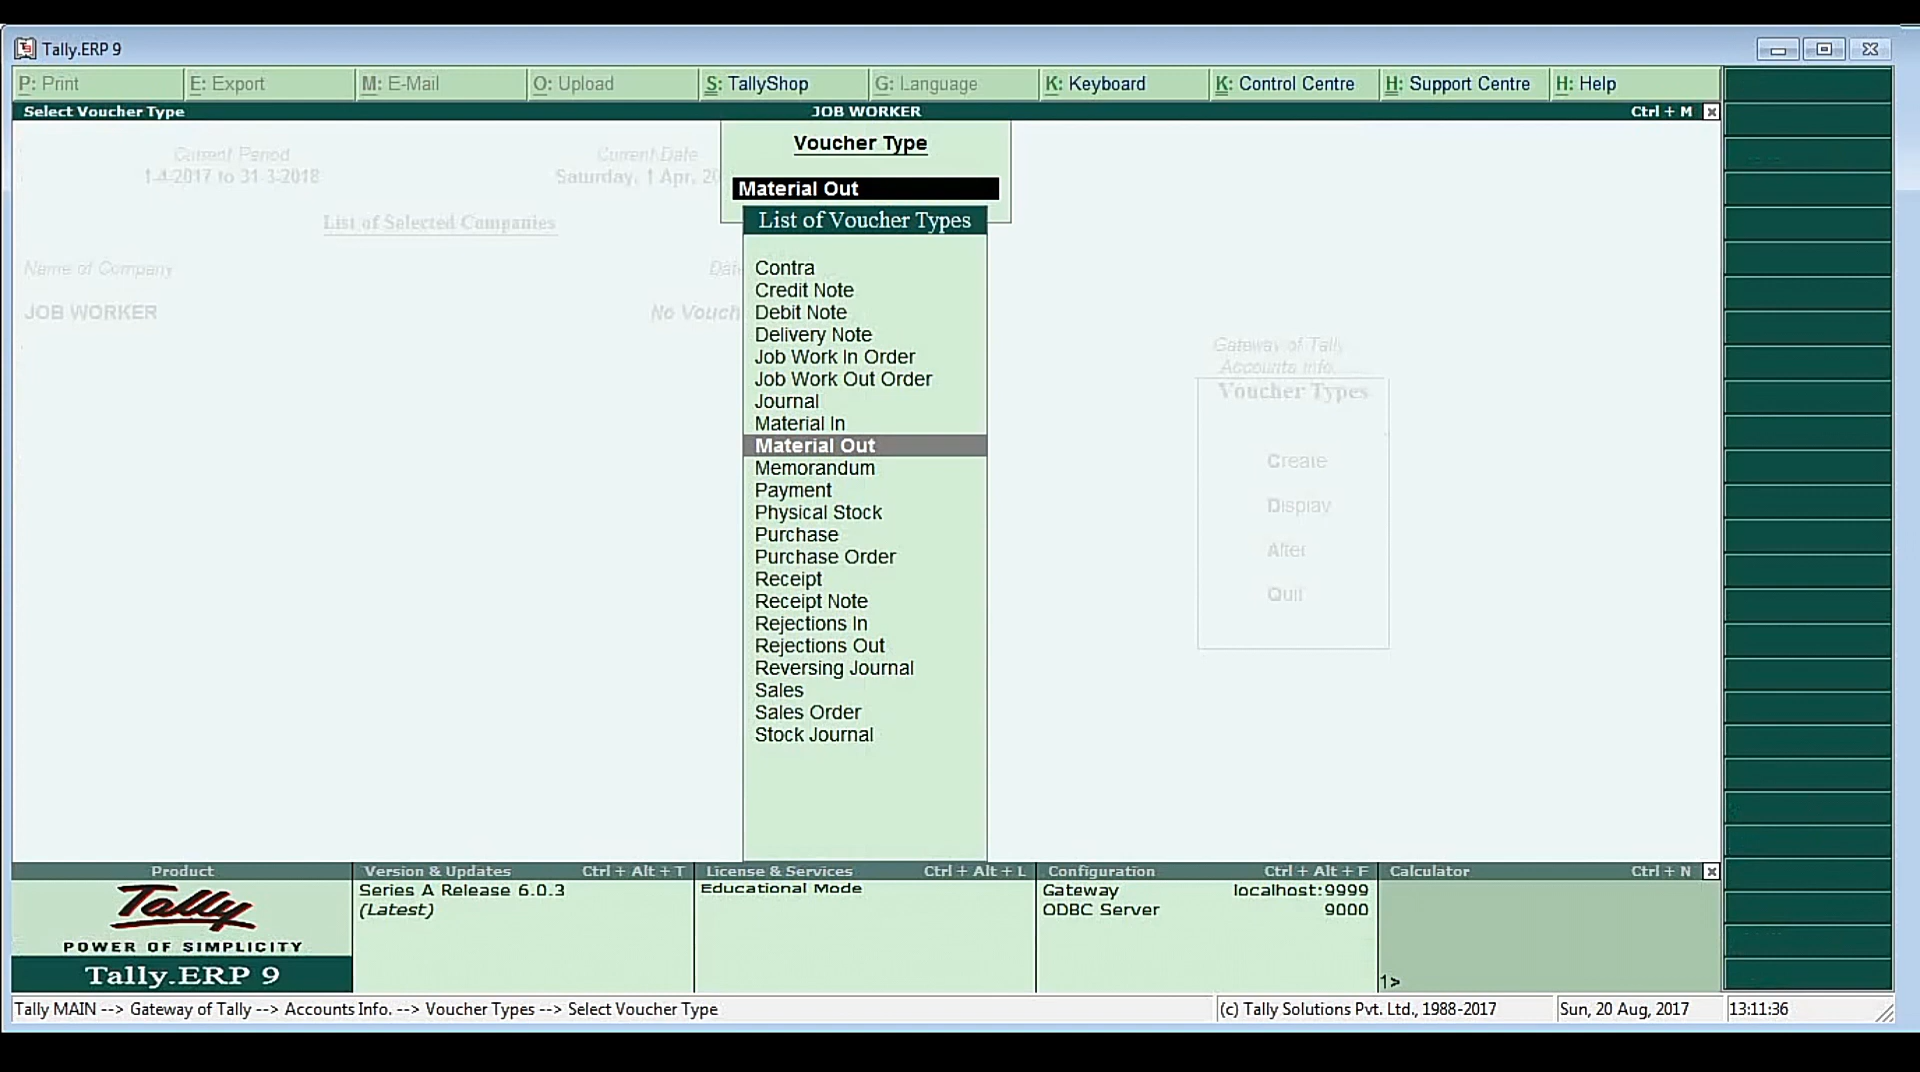 Tally.ERP 9
P: Print E: Export M: E-Mail O: Upload S: TallyShop G: Language K: Keyboard K: Control Centre H: Support Centre H: Help
Select Voucher Type JOB WORKER Ctrl + M
Voucher Type
Current Period Current Date
1-4-2017 to 31-3-2018 Saturday, 1 Apr, 20
Material Out
List of Selected Companies
List of Voucher Types
Name of Company Date
JOB WORKER No Vouch
Contra
Credit Note
Debit Note
Delivery Note
Job Work In Order
Job Work Out Order
Journal
Material In
Material Out
Memorandum
Payment
Physical Stock
Purchase
Purchase Order
Receipt
Receipt Note
Rejections In
Rejections Out
Reversing Journal
Sales
Sales Order
Stock Journal
Gateway of Tally
Accounts Info.
Voucher Types
Create
Display
Alter
Quit
Product
Tally
POWER OF SIMPLICITY
Tally.ERP 9
Version & Updates Ctrl + Alt + T
Series A Release 6.0.3
(Latest)
License & Services Ctrl + Alt + L
Educational Mode
Configuration Ctrl + Alt + F
Gateway localhost:9999
ODBC Server 9000
Calculator Ctrl + N
1>
Tally MAIN --> Gateway of Tally --> Accounts Info. --> Voucher Types --> Select Voucher Type (c) Tally Solutions Pvt. Ltd., 1988-2017 Sun, 20 Aug, 2017 13:11:36